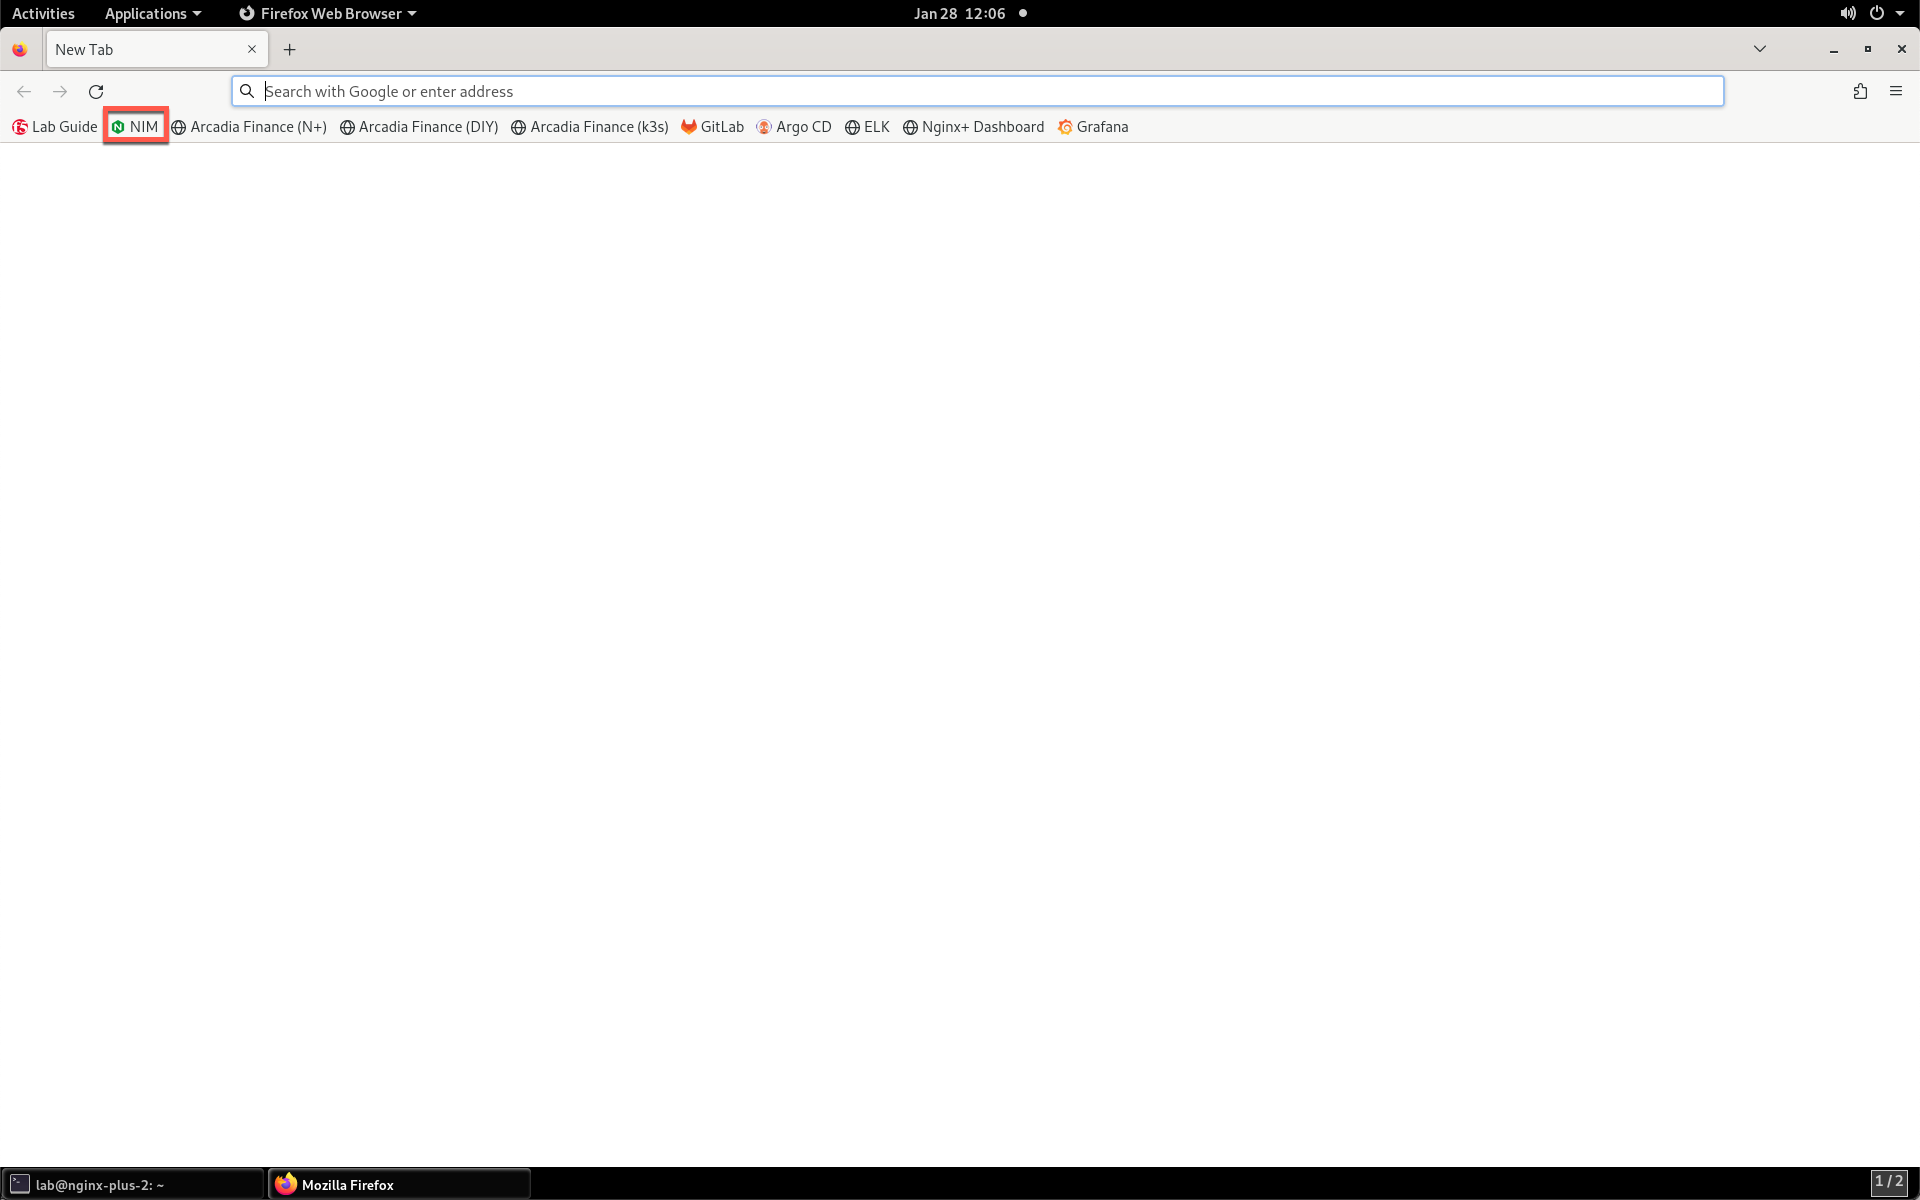 Activities Applications Firefox Web Browser Jan 28 12:06
New Tab
Search with Google or enter address
Lab Guide NIM Arcadia Finance (N+) Arcadia Finance (DIY) Arcadia Finance (k3s) GitLab Argo CD ELK Nginx+ Dashboard Grafana
lab@nginx-plus-2: ~ Mozilla Firefox 1 / 2